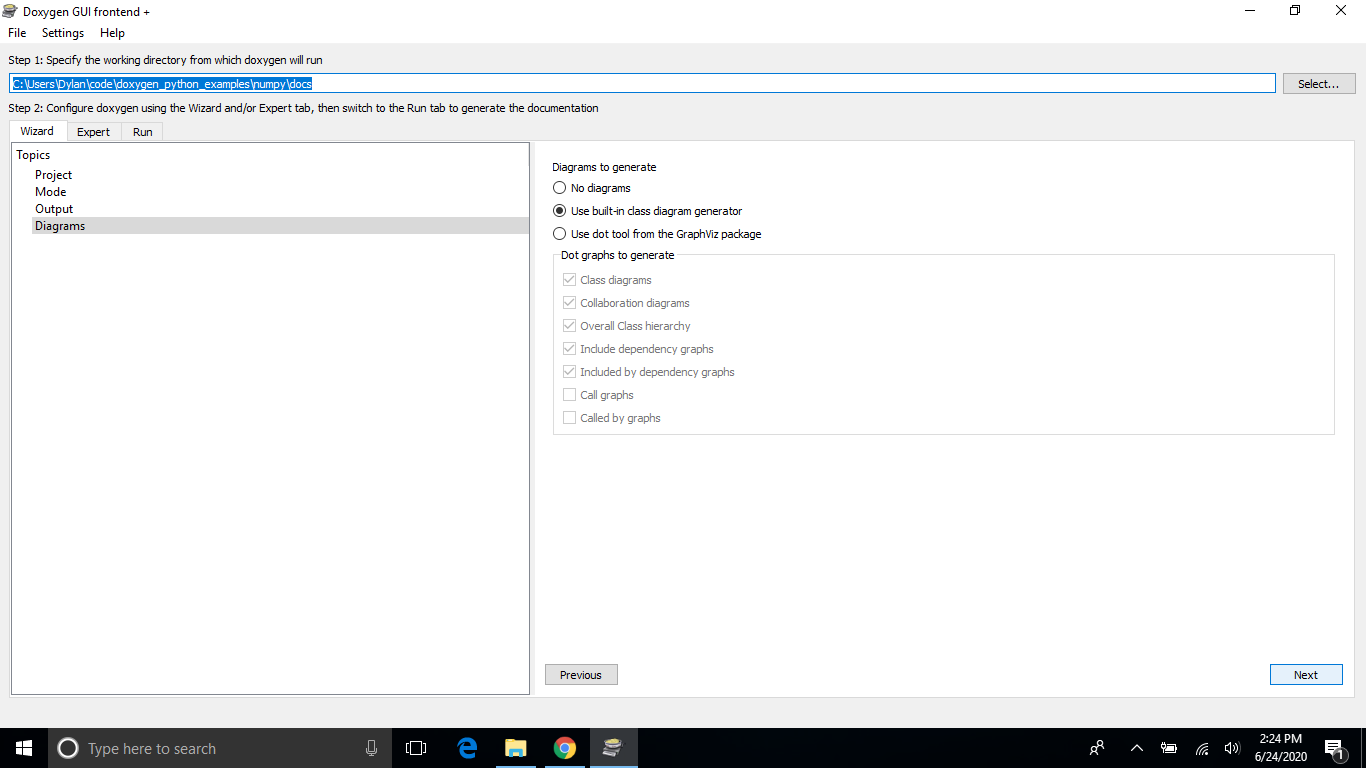 Doxygen GUI frontend +
File Settings Help
Step 1: Specify the working directory from which doxygen will run
C:\Users\Dylan\code\doxygen_python_examples\numpy\docs
Select...
Step 2: Configure doxygen using the Wizard and/or Expert tab, then switch to the Run tab to generate the documentation
Wizard Expert Run
Topics
Project
Mode
Output
Diagrams
Diagrams to generate
No diagrams
Use built-in class diagram generator
Use dot tool from the GraphViz package
Dot graphs to generate
Class diagrams
Collaboration diagrams
Overall Class hierarchy
Include dependency graphs
Included by dependency graphs
Call graphs
Called by graphs
Previous
Next
Type here to search
2:24 PM
6/24/2020
1